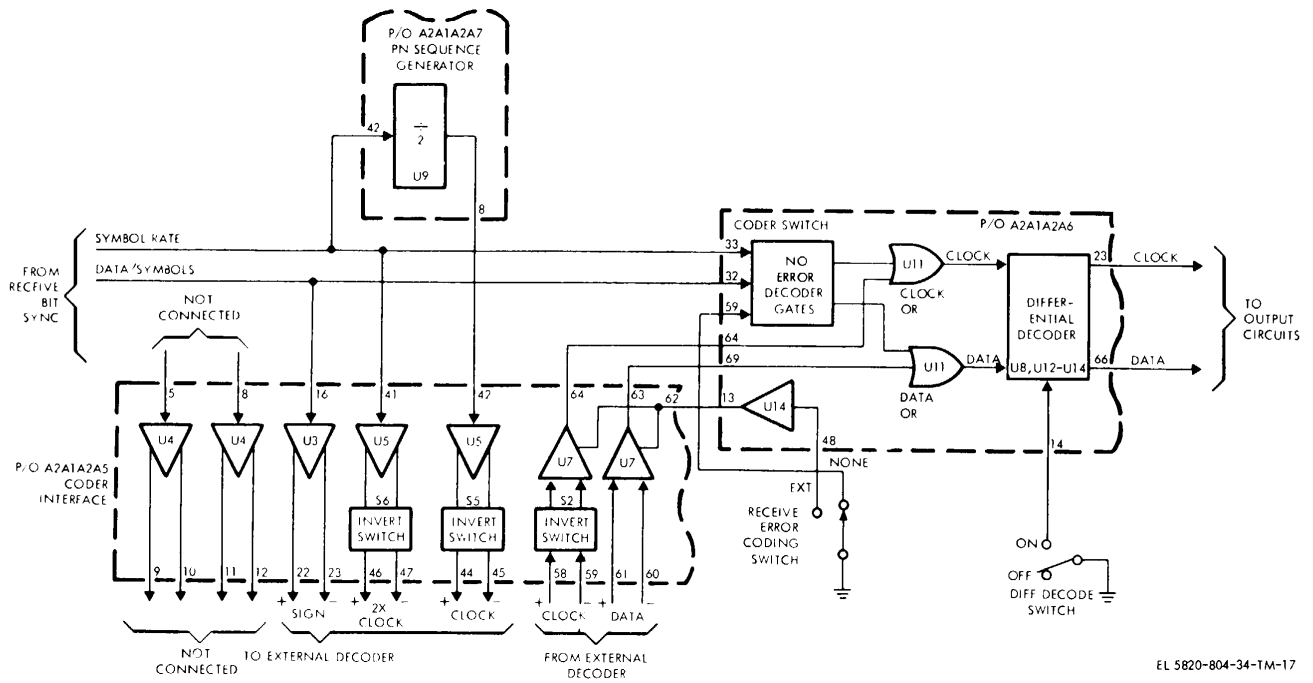 P/O A2A1A2A7
PN SEQUENCE
GENERATOR
42
÷
2
U9
8
SYMBOL RATE
DATA/SYMBOLS
FROM
RECEIVE
BIT
SYNC
NOT
CONNECTED
CODER SWITCH
P/O A2A1A2A6
33
32
59
NO
ERROR
DECODER
GATES
U11
CLOCK
CLOCK
OR
U11
DATA
DATA
OR
DIFFER-
ENTIAL
DECODER
U8, U12-U14
23
CLOCK
66
DATA
TO
OUTPUT
CIRCUITS
64
69
13
U14
48
NONE
EXT
14
RECEIVE
ERROR
CODING
SWITCH
ON
OFF
DIFF DECODE
SWITCH
5
8
16
41
42
64
63
62
P/O A2A1A2A5
CODER
INTERFACE
U4
U4
U3
U5
U5
U7
U7
S6
INVERT
SWITCH
S5
INVERT
SWITCH
S2
INVERT
SWITCH
9
10
11
12
22
23
46
47
44
45
58
59
61
60
+ SIGN -
+ 2X -
CLOCK
+ CLOCK -
+ CLOCK -
+ DATA -
NOT
CONNECTED
TO EXTERNAL DECODER
FROM EXTERNAL
DECODER
EL 5820-804-34-TM-17